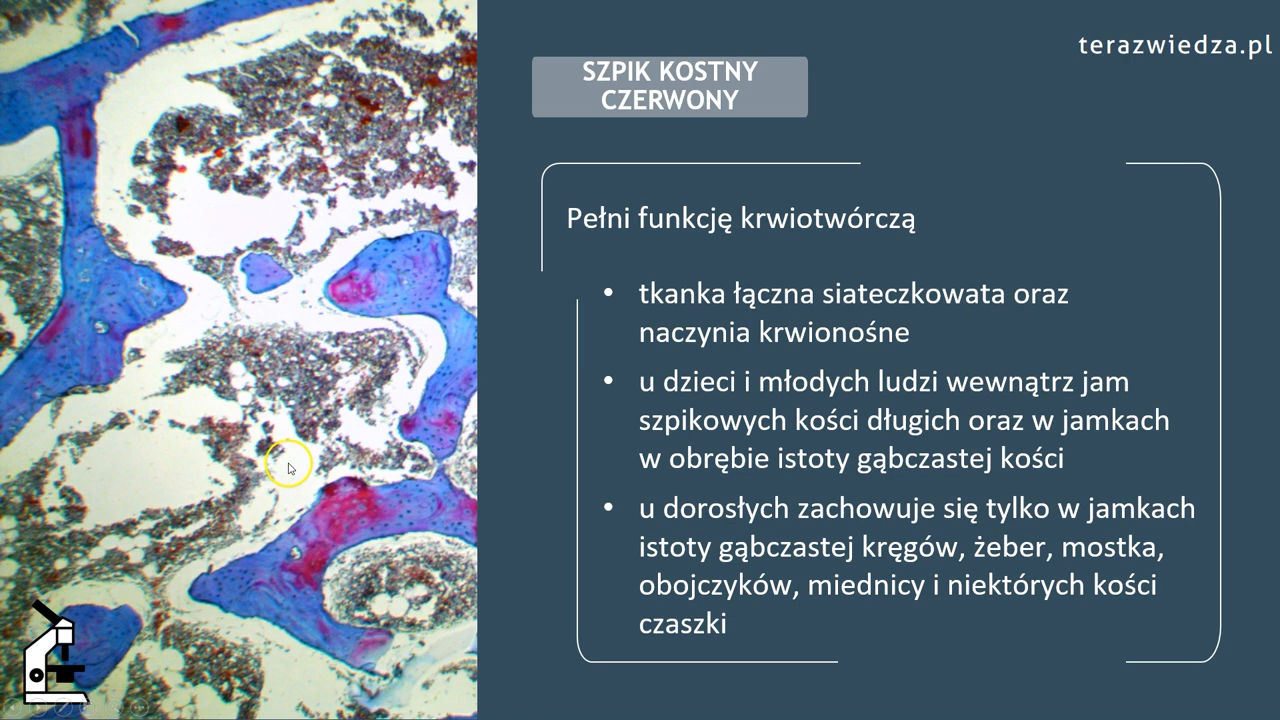 terazwiedza.pl
SZPIK KOSTNY
CZERWONY
Pełni funkcję krwiotwórczą
• tkanka łączna siateczkowata oraz
naczynia krwionośne
• u dzieci i młodych ludzi wewnątrz jam
szpikowych kości długich oraz w jamkach
w obrębie istoty gąbczastej kości
• u dorosłych zachowuje się tylko w jamkach
istoty gąbczastej kręgów, żeber, mostka,
obojczyków, miednicy i niektórych kości
czaszki